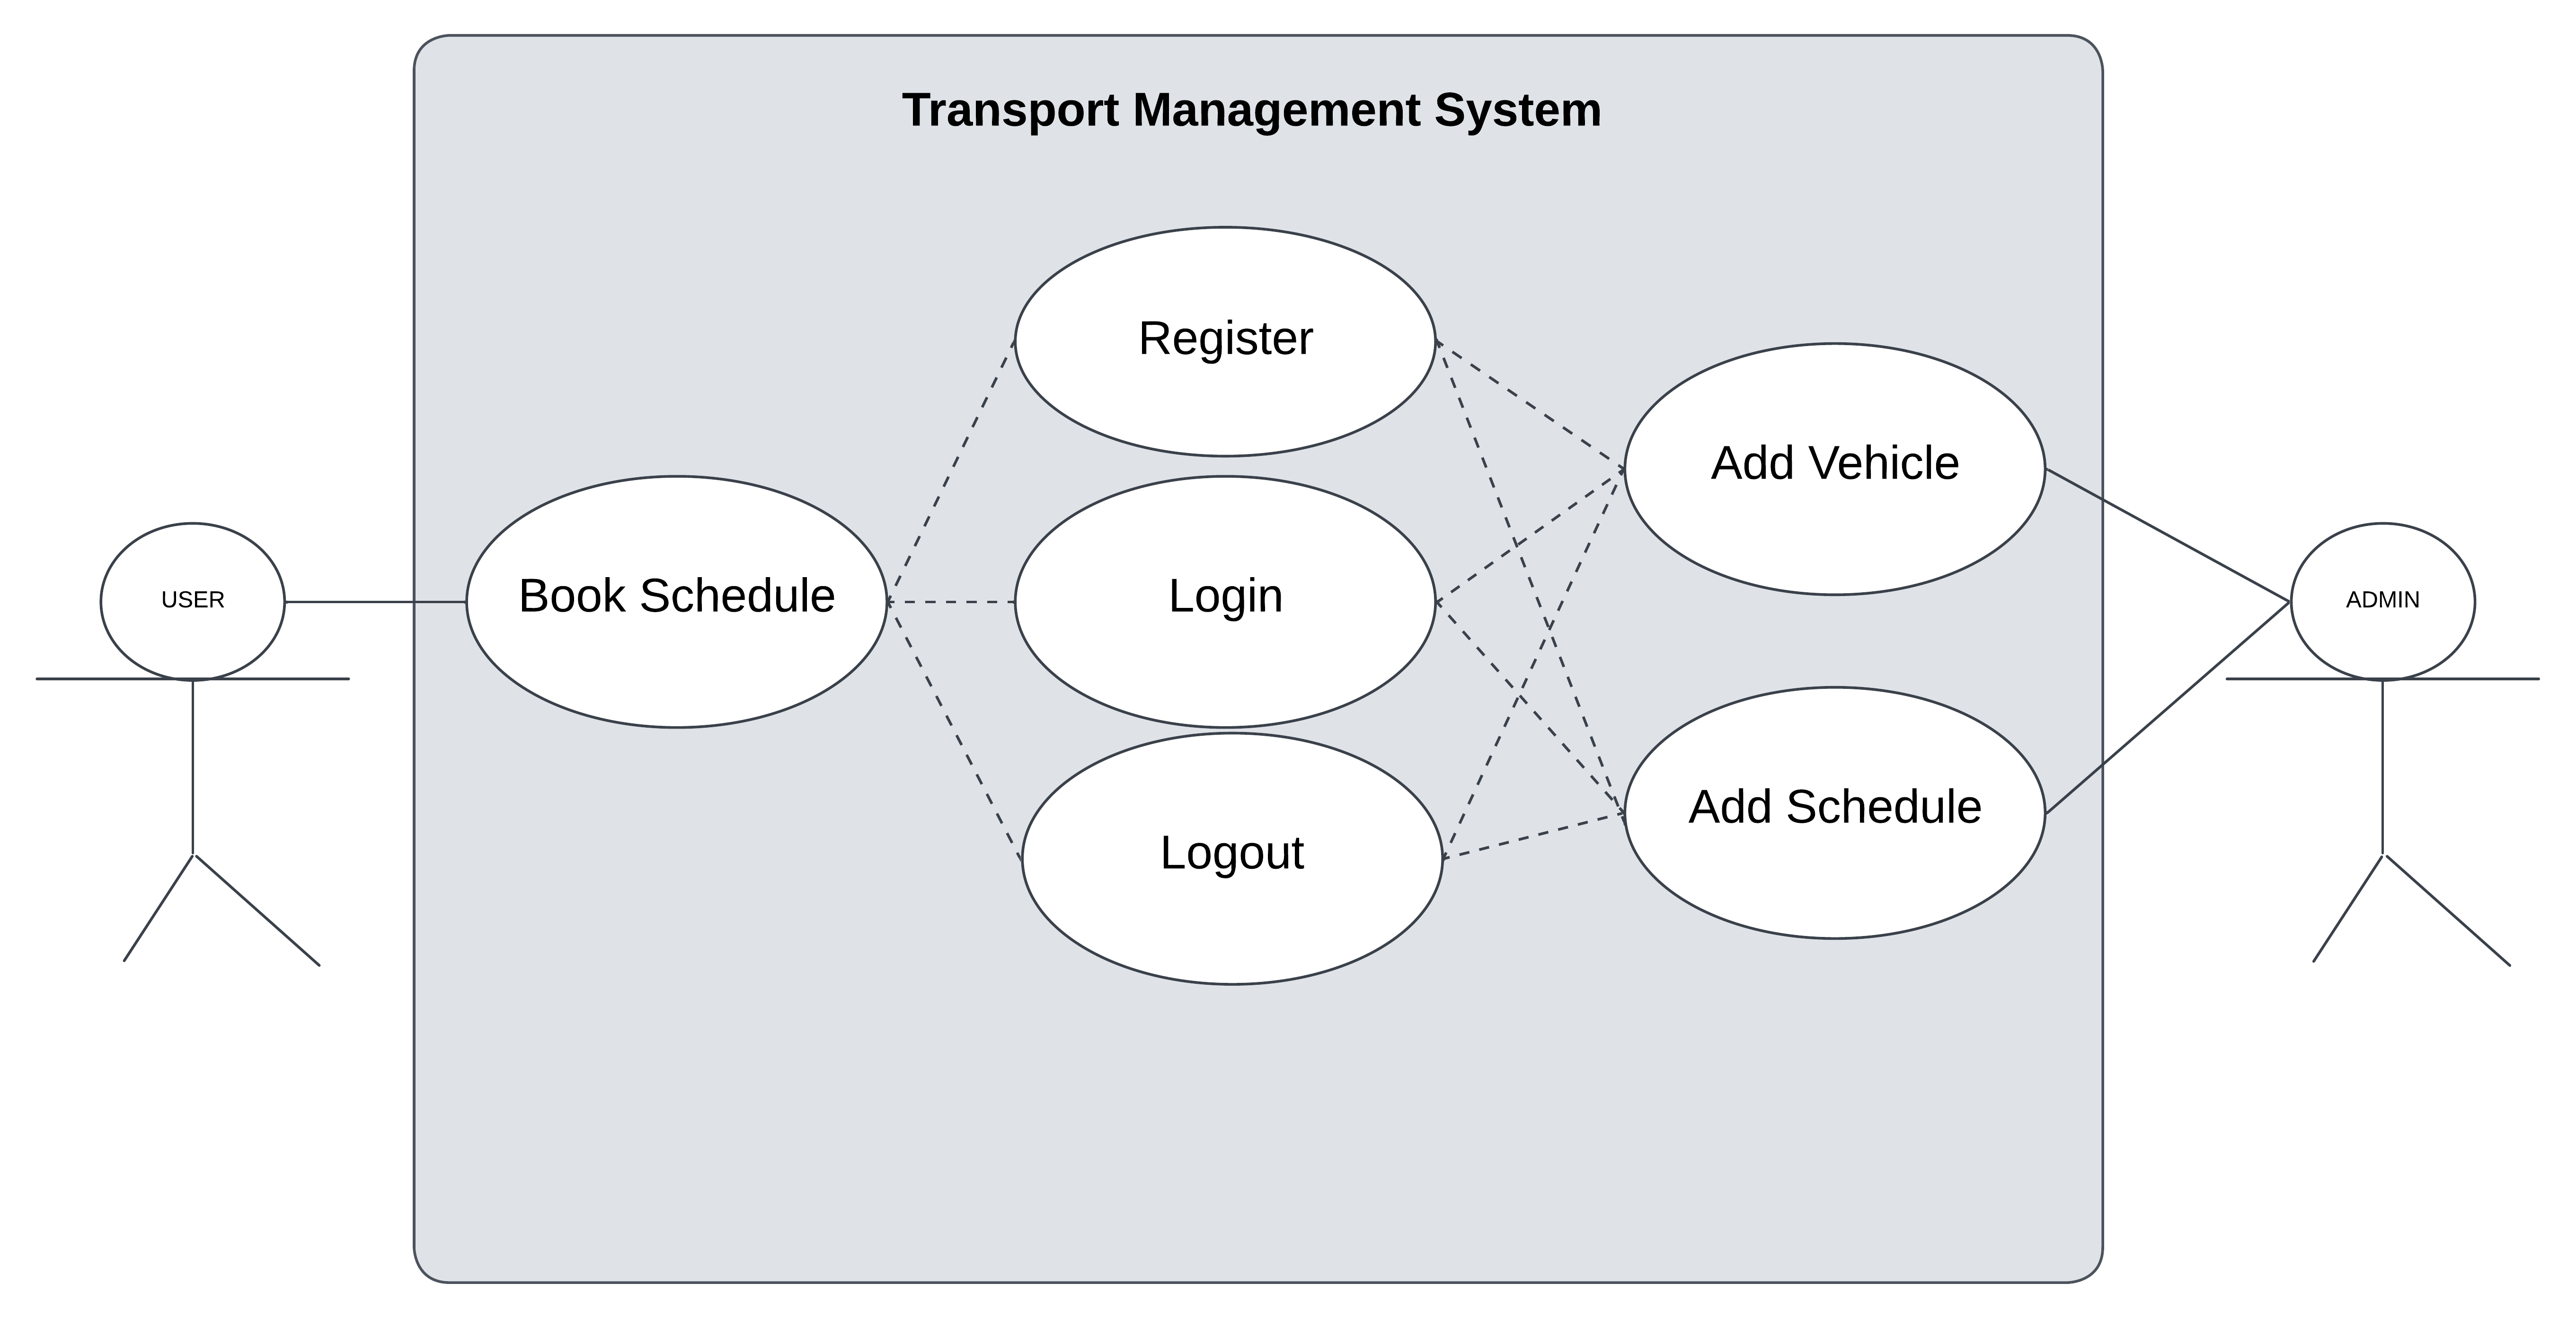 Transport Management System
Register
Add Vehicle
USER
Book Schedule
Login
ADMIN
Add Schedule
Logout